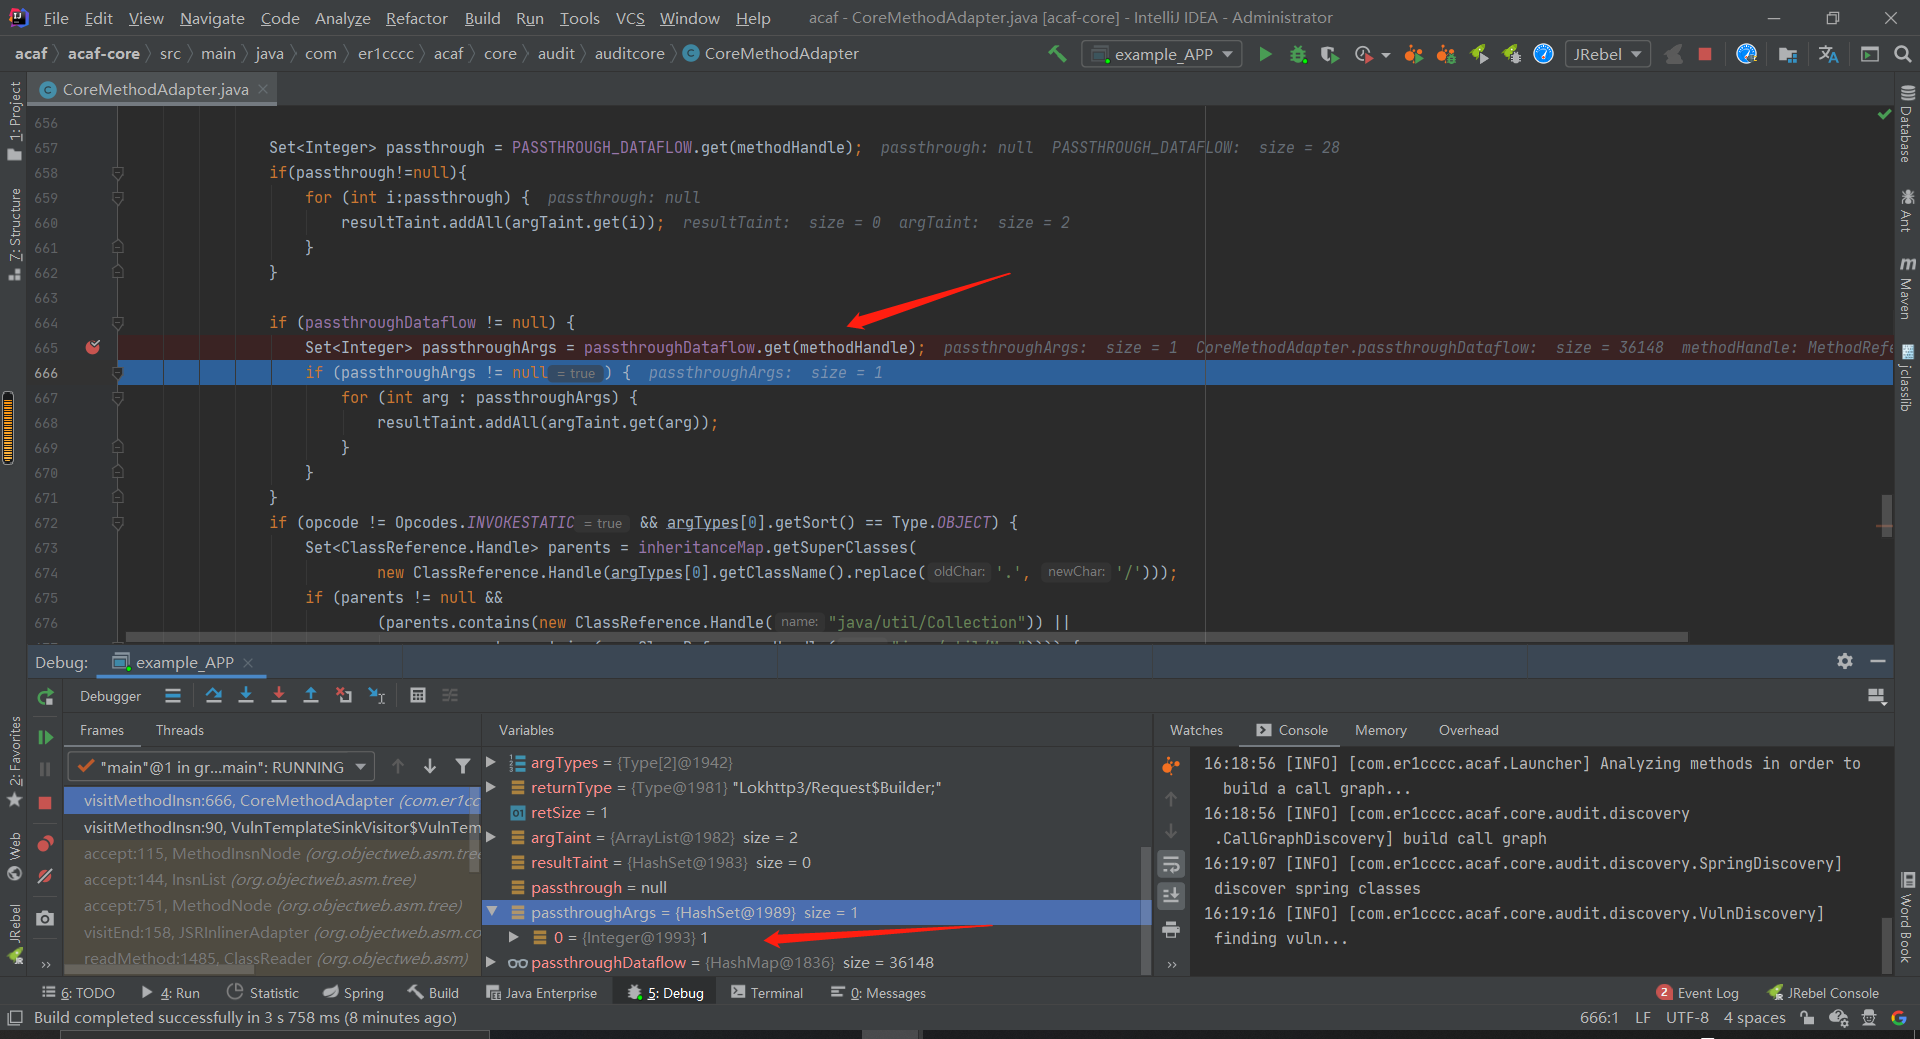 File Edit View Navigate Code Analyze Refactor Build Run Tools VCS Window Help acaf - CoreMethodAdapter.java [acaf-core] - IntelliJ IDEA - Administrator
acaf acaf-core src main java com er1cccc acaf core audit auditcore CoreMethodAdapter example_APP JRebel
CoreMethodAdapter.java
1: Project
7: Structure
2: Favorites
Web
JRebel
Database
Ant
Maven
jclasslib
Word Book
656
657 Set<Integer> passthrough = PASSTHROUGH_DATAFLOW.get(methodHandle); passthrough: null PASSTHROUGH_DATAFLOW: size = 28
658 if(passthrough!=null){
659 for (int i:passthrough) { passthrough: null
660 resultTaint.addAll(argTaint.get(i)); resultTaint: size = 0 argTaint: size = 2
661 }
662 }
663
664 if (passthroughDataflow != null) {
665 Set<Integer> passthroughArgs = passthroughDataflow.get(methodHandle); passthroughArgs: size = 1 CoreMethodAdapter.passthroughDataflow: size = 36148 methodHandle: MethodRefe
666 if (passthroughArgs != null = true ) { passthroughArgs: size = 1
667 for (int arg : passthroughArgs) {
668 resultTaint.addAll(argTaint.get(arg));
669 }
670 }
671 }
672 if (opcode != Opcodes.INVOKESTATIC = true && argTypes[0].getSort() == Type.OBJECT) {
673 Set<ClassReference.Handle> parents = inheritanceMap.getSuperClasses(
674 new ClassReference.Handle(argTypes[0].getClassName().replace( oldChar: '.', newChar: '/')));
675 if (parents != null &&
676 (parents.contains(new ClassReference.Handle( name: "java/util/Collection")) ||
Debug: example_APP
Debugger
Frames Threads
"main"@1 in gr...main": RUNNING
visitMethodInsn:666, CoreMethodAdapter (com.er1cc
visitMethodInsn:90, VulnTemplateSinkVisitor$VulnTem
accept:115, MethodInsnNode (org.objectweb.asm.tree
accept:144, InsnList (org.objectweb.asm.tree)
accept:751, MethodNode (org.objectweb.asm.tree)
visitEnd:158, JSRInlinerAdapter (org.objectweb.asm.co
readMethod:1485, ClassReader (org.objectweb.asm)
Variables
argTypes = {Type[2]@1942}
returnType = {Type@1981} "Lokhttp3/Request$Builder;"
01 retSize = 1
argTaint = {ArrayList@1982} size = 2
resultTaint = {HashSet@1983} size = 0
passthrough = null
passthroughArgs = {HashSet@1989} size = 1
0 = {Integer@1993} 1
passthroughDataflow = {HashMap@1836} size = 36148
Watches Console Memory Overhead
16:18:56 [INFO] [com.er1cccc.acaf.Launcher] Analyzing methods in order to
build a call graph...
16:18:56 [INFO] [com.er1cccc.acaf.core.audit.discovery
.CallGraphDiscovery] build call graph
16:19:07 [INFO] [com.er1cccc.acaf.core.audit.discovery.SpringDiscovery]
discover spring classes
16:19:16 [INFO] [com.er1cccc.acaf.core.audit.discovery.VulnDiscovery]
finding vuln...
6: TODO 4: Run Statistic Spring Build Java Enterprise 5: Debug Terminal 0: Messages 2 Event Log JRebel Console
Build completed successfully in 3 s 758 ms (8 minutes ago) 666:1 LF UTF-8 4 spaces